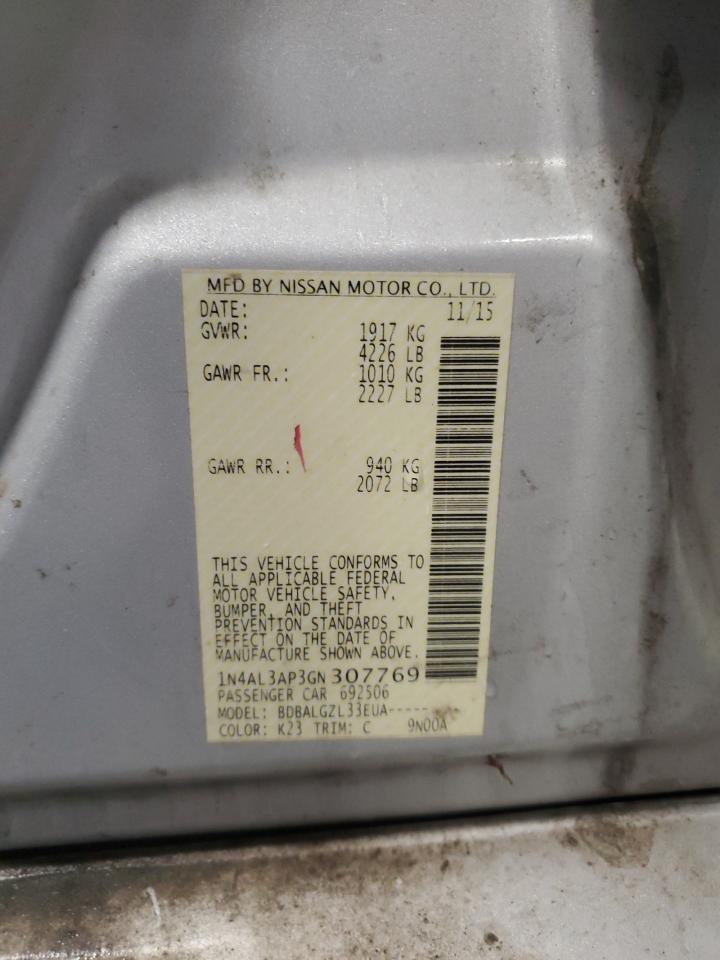 MFD BY NISSAN MOTOR CO., LTD.
DATE: 11/15
GVWR: 1917 KG
4226 LB
GAWR FR.: 1010 KG
2227 LB
GAWR RR.: 940 KG
2072 LB
THIS VEHICLE CONFORMS TO
ALL APPLICABLE FEDERAL
MOTOR VEHICLE SAFETY,
BUMPER, AND THEFT
PREVENTION STANDARDS IN
EFFECT ON THE DATE OF
MANUFACTURE SHOWN ABOVE.
1N4AL3AP3GN307769
PASSENGER CAR 692506
MODEL: BDBALGZL33EUA-----
COLOR: K23 TRIM: C 9N00A